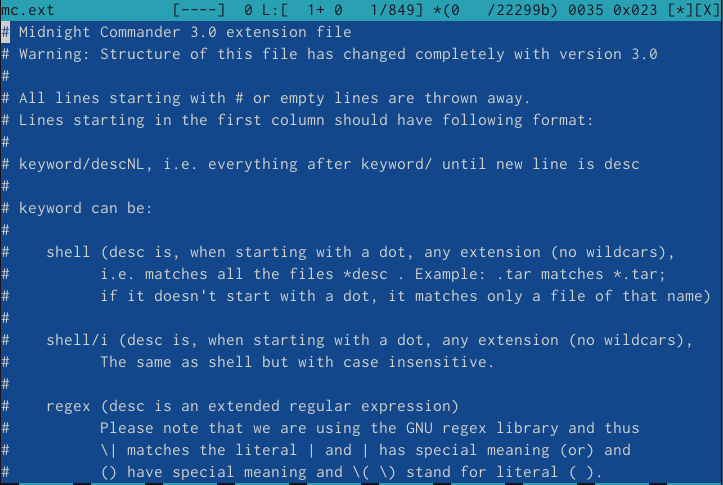 mc.ext [----] 0 L:[ 1+ 0 1/849] *(0 /22299b) 0035 0x023 [*][X]
# Midnight Commander 3.0 extension file
# Warning: Structure of this file has changed completely with version 3.0
#
# All lines starting with # or empty lines are thrown away.
# Lines starting in the first column should have following format:
#
# keyword/descNL, i.e. everything after keyword/ until new line is desc
#
# keyword can be:
#
#    shell (desc is, when starting with a dot, any extension (no wildcars),
#          i.e. matches all the files *desc . Example: .tar matches *.tar;
#          if it doesn't start with a dot, it matches only a file of that name)
#
#    shell/i (desc is, when starting with a dot, any extension (no wildcars),
#          The same as shell but with case insensitive.
#
#    regex (desc is an extended regular expression)
#          Please note that we are using the GNU regex library and thus
#          \| matches the literal | and | has special meaning (or) and
#          () have special meaning and \( \) stand for literal ( ).